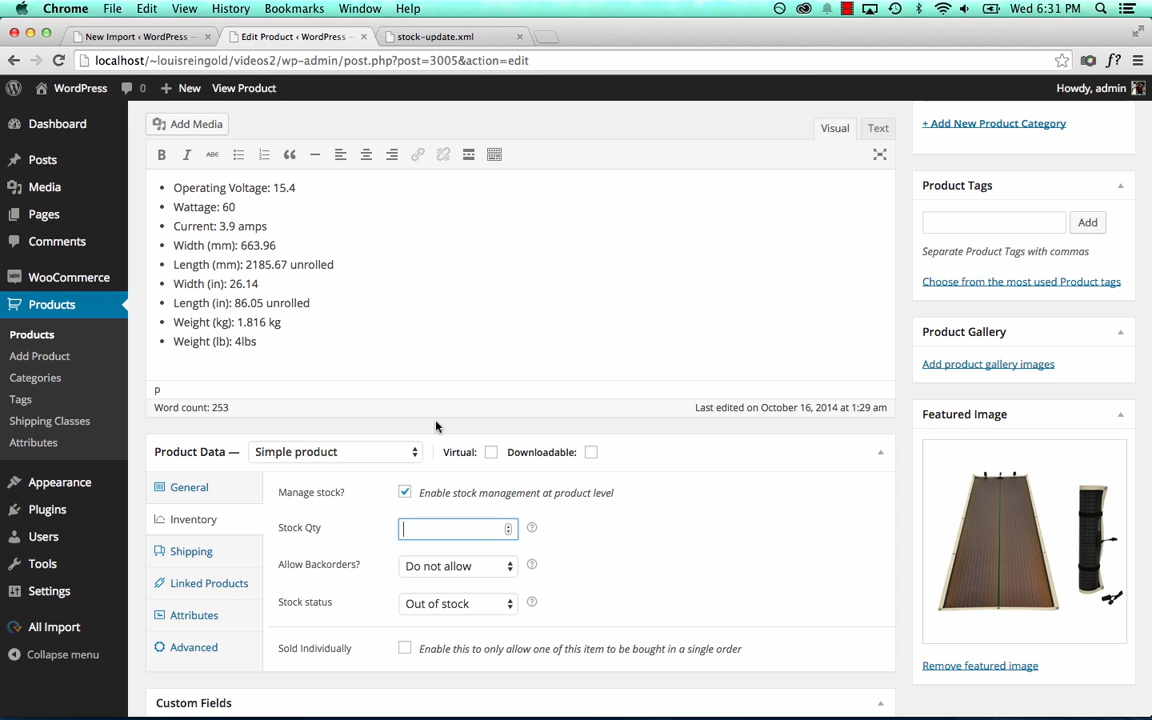 Chrome File Edit View History Bookmarks Window Help Wed 6:31 PM
New Import ‹ WordPress × Edit Product ‹ WordPress × stock-update.xml ×
localhost/~louisreingold/videos2/wp-admin/post.php?post=3005&action=edit f?
WordPress 0 + New View Product Howdy, admin
Dashboard
Posts
Media
Pages
Comments
WooCommerce
Products
Products
Add Product
Categories
Tags
Shipping Classes
Attributes
Appearance
Plugins
Users
Tools
Settings
All Import
Collapse menu
Add Media Visual Text
B I ABC
• Operating Voltage: 15.4
• Wattage: 60
• Current: 3.9 amps
• Width (mm): 663.96
• Length (mm): 2185.67 unrolled
• Width (in): 26.14
• Length (in): 86.05 unrolled
• Weight (kg): 1.816 kg
• Weight (lb): 4lbs
p
Word count: 253 Last edited on October 16, 2014 at 1:29 am
Product Data — Simple product Virtual: Downloadable:
General
Inventory
Shipping
Linked Products
Attributes
Advanced
Manage stock? Enable stock management at product level
Stock Qty ?
Allow Backorders? Do not allow ?
Stock status Out of stock ?
Sold Individually Enable this to only allow one of this item to be bought in a single order
Custom Fields
+ Add New Product Category
Product Tags
Add
Separate Product Tags with commas
Choose from the most used Product tags
Product Gallery
Add product gallery images
Featured Image
Remove featured image